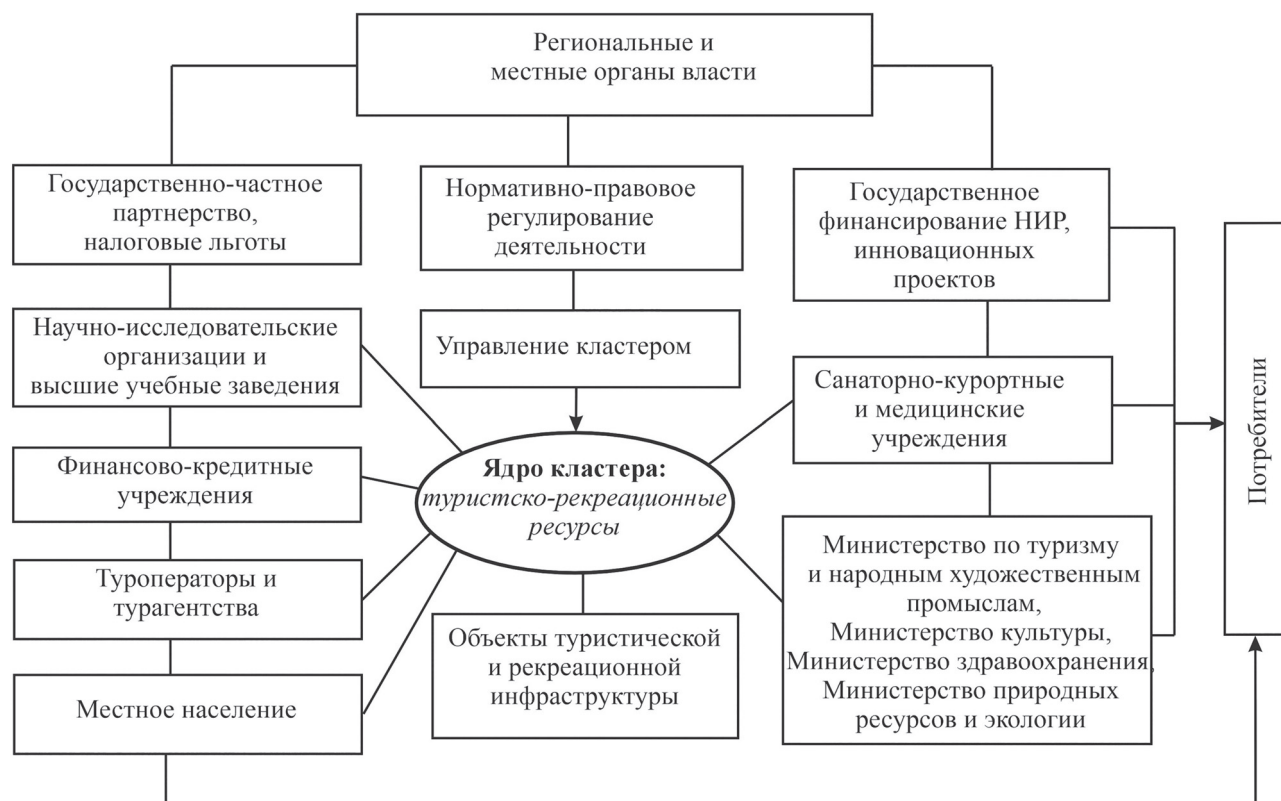 Региональные и
местные органы власти
Государственно-частное
партнерство,
налоговые льготы
Нормативно-правовое
регулирование
деятельности
Государственное
финансирование НИР,
инновационных
проектов
Научно-исследовательские
организации и
высшие учебные заведения
Управление кластером
Санаторно-курортные
и медицинские
учреждения
Потребители
Финансово-кредитные
учреждения
Ядро кластера:
туристско-рекреационные
ресурсы
Туроператоры и
турагентства
Министерство по туризму
и народным художественным
промыслам,
Министерство культуры,
Министерство здравоохранения,
Министерство природных
ресурсов и экологии
Объекты туристической
и рекреационной
инфраструктуры
Местное население